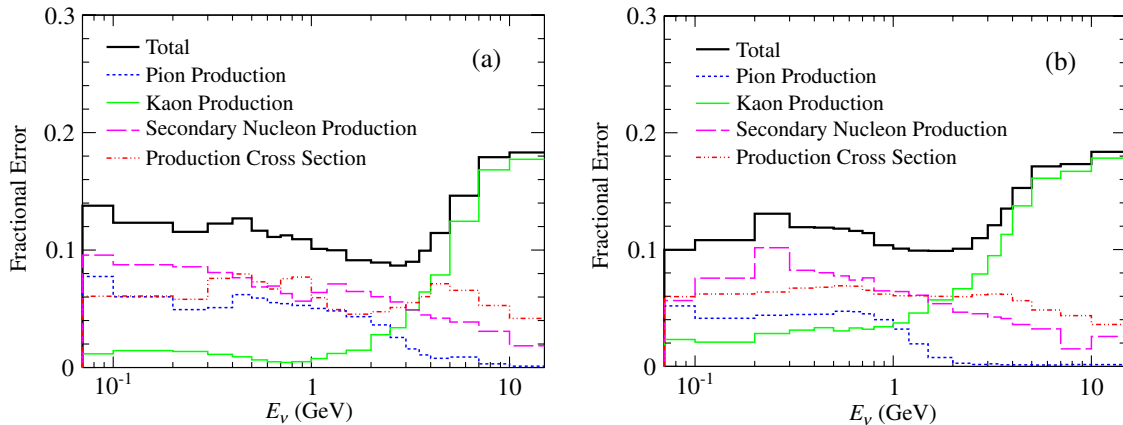 0.3
Total
(a)
Pion Production
Kaon Production
0.2
Secondary Nucleon Production
Production Cross Section
Fractional Error
0.1
0
10⁻¹
1
10
Eν (GeV)
0.3
Total
(b)
Pion Production
Kaon Production
0.2
Secondary Nucleon Production
Production Cross Section
Fractional Error
0.1
0
10⁻¹
1
10
Eν (GeV)